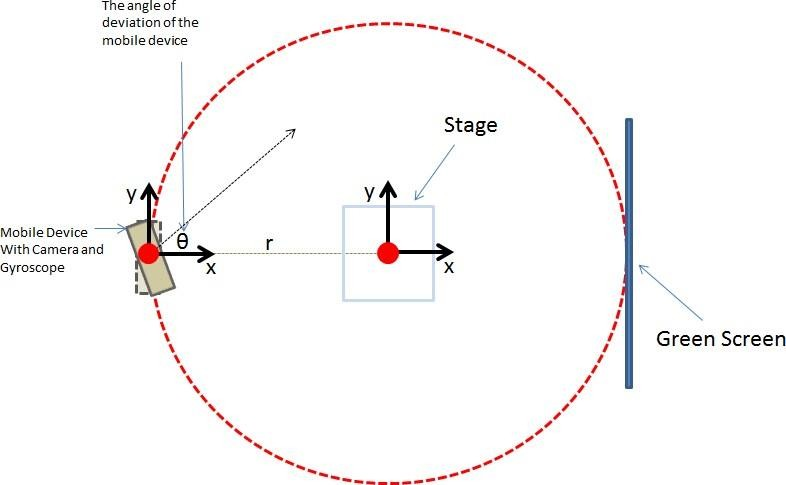 The angle of
deviation of the
mobile device
Stage
y
y
Mobile Device
With Camera and
Gyroscope
θ
r
x
x
Green Screen